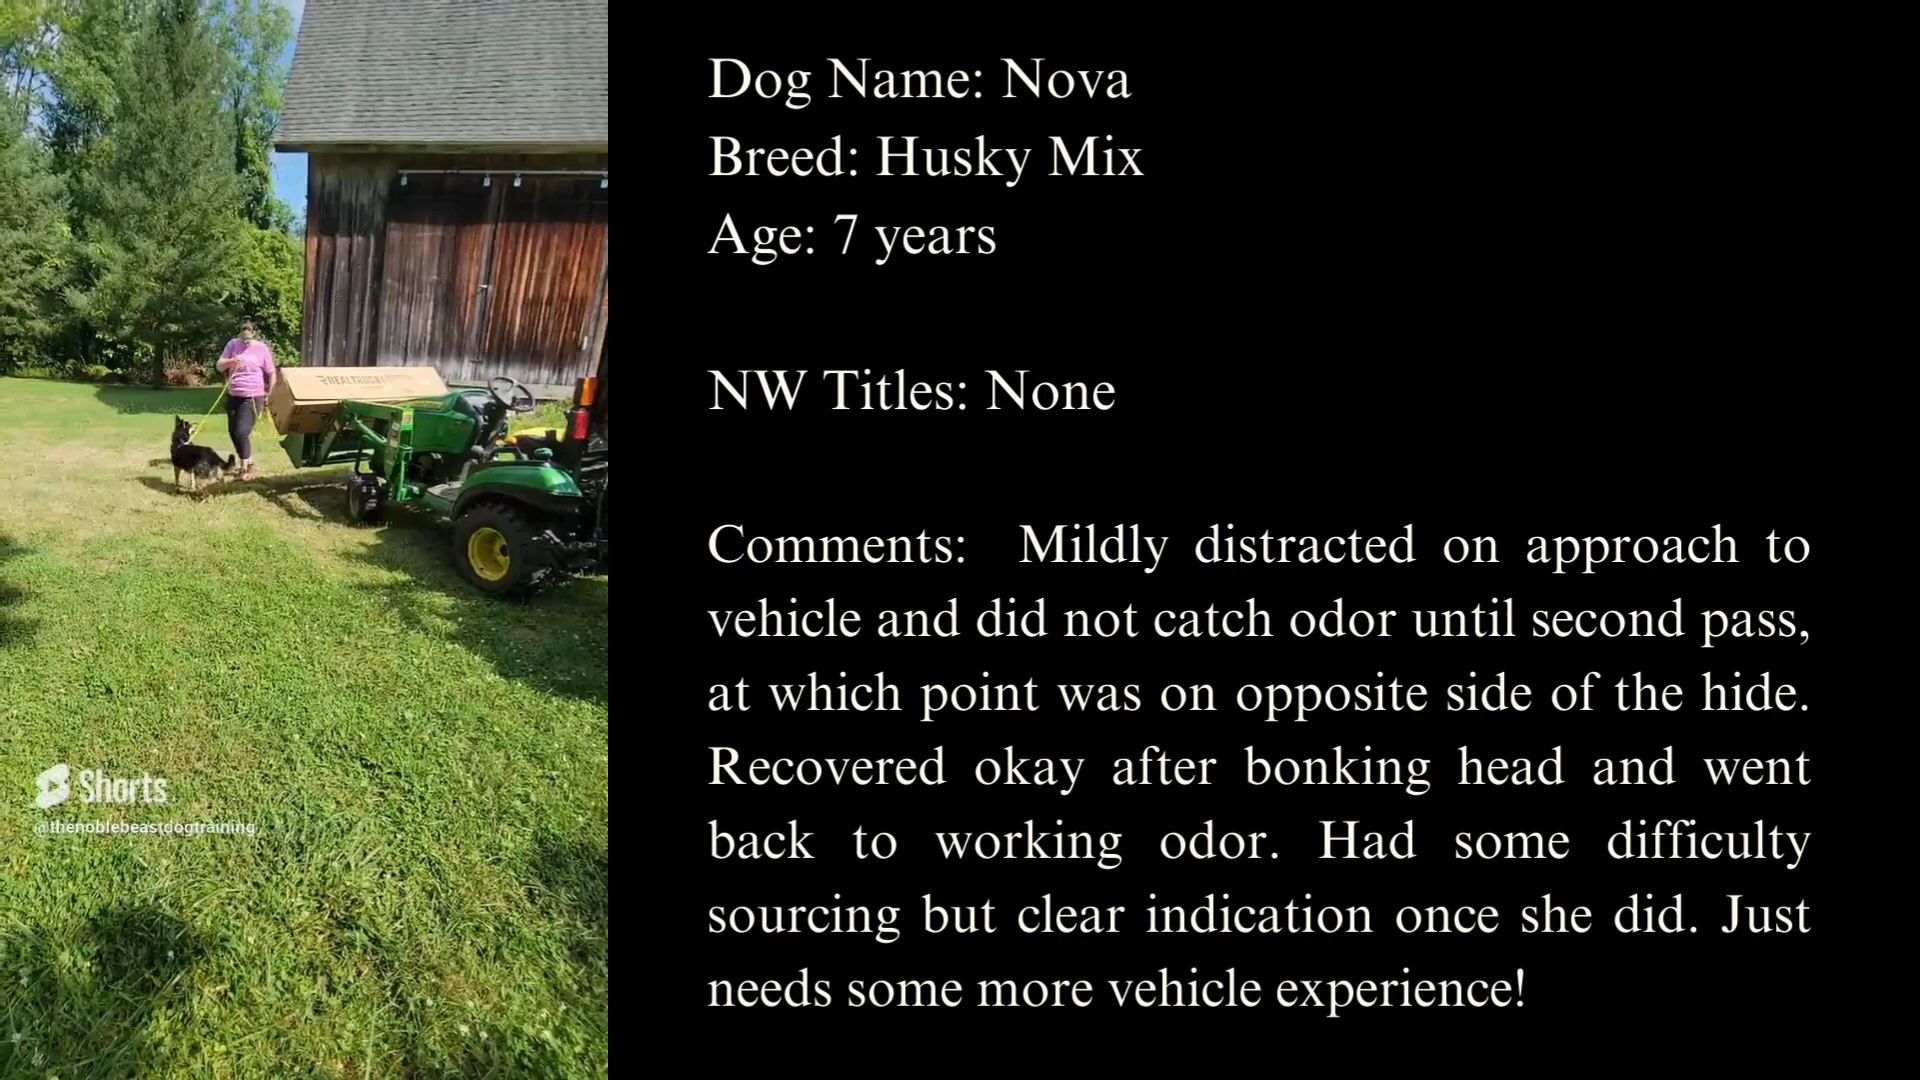 Dog Name: Nova
Breed: Husky Mix
Age: 7 years
NW Titles: None
Comments: Mildly distracted on approach to
vehicle and did not catch odor until second pass,
at which point was on opposite side of the hide.
Recovered okay after bonking head and went
back to working odor. Had some difficulty
sourcing but clear indication once she did. Just
needs some more vehicle experience!
Shorts
@thenoblebeastdogtraining